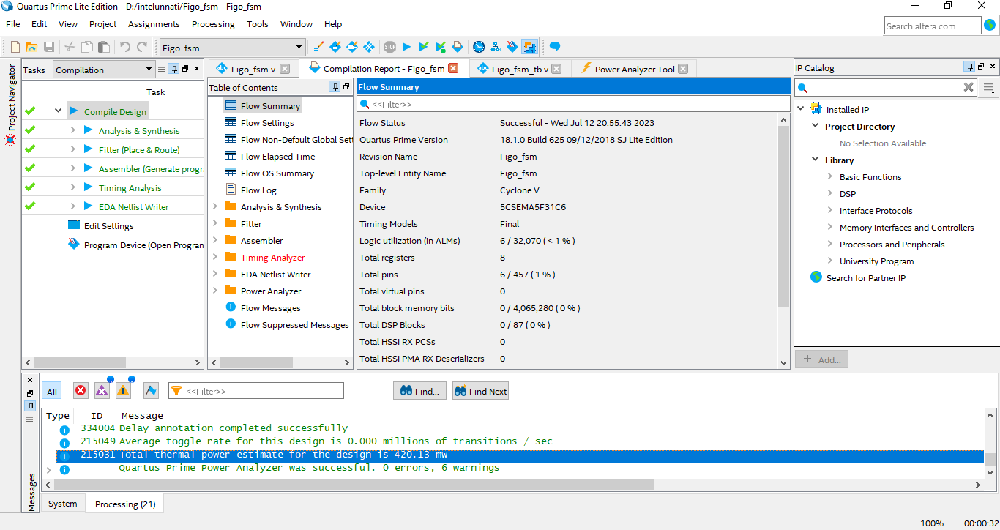 Quartus Prime Lite Edition - D:/intelunnati/Figo_fsm - Figo_fsm
File Edit View Project Assignments Processing Tools Window Help
Search altera.com
Figo_fsm
STOP
Project Navigator
Tasks Compilation
Task
Compile Design
Analysis & Synthesis
Fitter (Place & Route)
Assembler (Generate progra
Timing Analysis
EDA Netlist Writer
Edit Settings
Program Device (Open Program
abc Figo_fsm.v
Compilation Report - Figo_fsm
abc Figo_fsm_tb.v
Power Analyzer Tool
Table of Contents
Flow Summary
Flow Settings
Flow Non-Default Global Sett
Flow Elapsed Time
Flow OS Summary
Flow Log
Analysis & Synthesis
Fitter
Assembler
Timing Analyzer
EDA Netlist Writer
Power Analyzer
Flow Messages
Flow Suppressed Messages
Flow Summary
<<Filter>>
Flow Status Successful - Wed Jul 12 20:55:43 2023
Quartus Prime Version 18.1.0 Build 625 09/12/2018 SJ Lite Edition
Revision Name Figo_fsm
Top-level Entity Name Figo_fsm
Family Cyclone V
Device 5CSEMA5F31C6
Timing Models Final
Logic utilization (in ALMs) 6 / 32,070 ( < 1 % )
Total registers 8
Total pins 6 / 457 ( 1 % )
Total virtual pins 0
Total block memory bits 0 / 4,065,280 ( 0 % )
Total DSP Blocks 0 / 87 ( 0 % )
Total HSSI RX PCSs 0
Total HSSI PMA RX Deserializers 0
IP Catalog
Installed IP
Project Directory
No Selection Available
Library
Basic Functions
DSP
Interface Protocols
Memory Interfaces and Controllers
Processors and Peripherals
University Program
Search for Partner IP
+ Add...
Messages
All
<<Filter>>
Find...
Find Next
Type ID Message
334004 Delay annotation completed successfully
215049 Average toggle rate for this design is 0.000 millions of transitions / sec
215031 Total thermal power estimate for the design is 420.13 mW
Quartus Prime Power Analyzer was successful. 0 errors, 6 warnings
System Processing (21)
100% 00:00:32